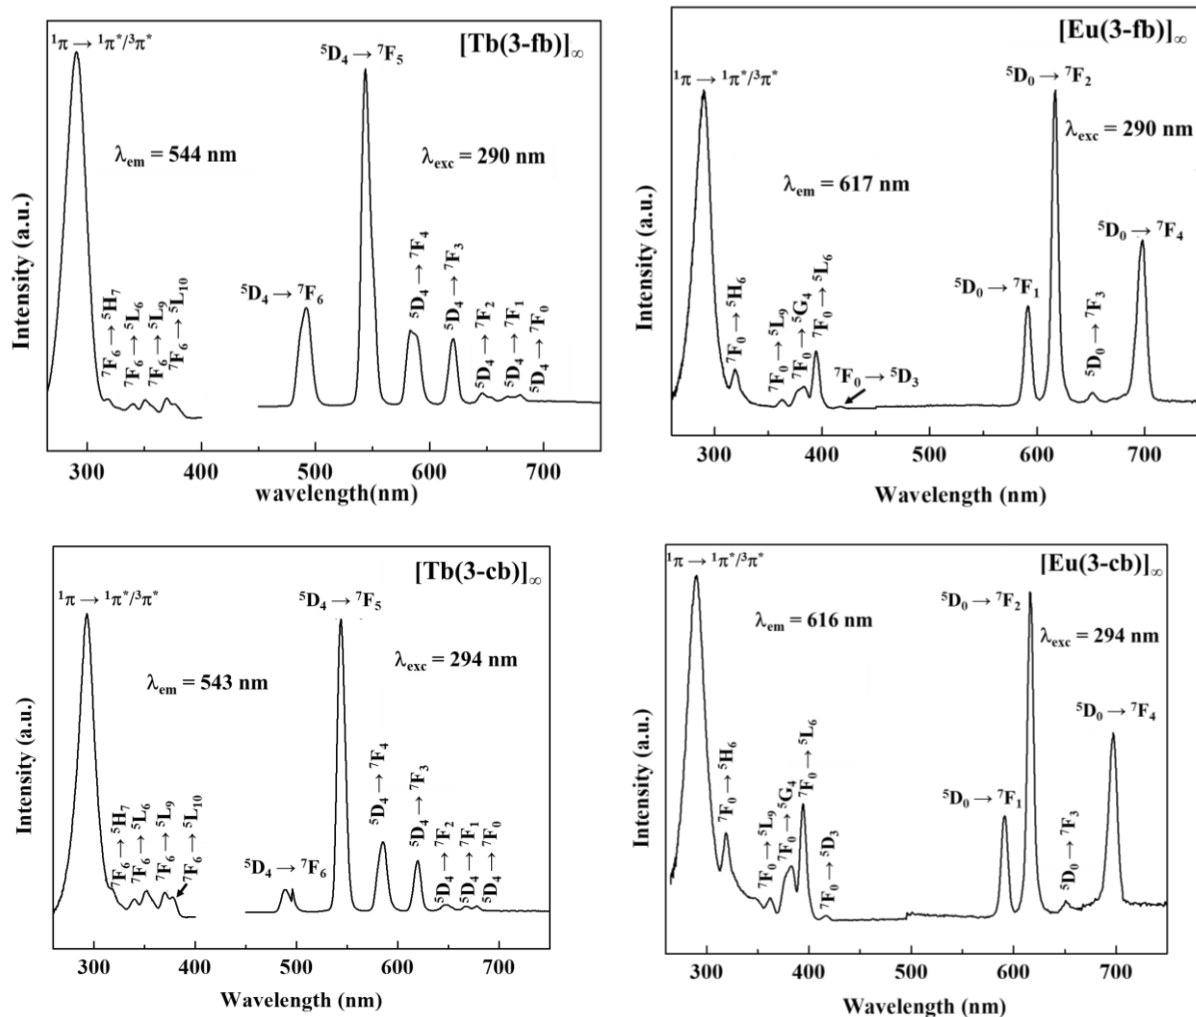 [Tb(3-fb)]∞
¹π → ¹π*/³π*
⁵D₄ → ⁷F₅
λem = 544 nm
λexc = 290 nm
⁵D₄ → ⁷F₆
⁷F₆ → ⁵H₇
⁷F₆ → ⁵L₆
⁷F₆ → ⁵L₉
⁷F₆ → ⁵L₁₀
⁵D₄ → ⁷F₄
⁵D₄ → ⁷F₃
⁵D₄ → ⁷F₂
⁵D₄ → ⁷F₁
⁵D₄ → ⁷F₀
Intensity (a.u.)
300 400 500 600 700
wavelength(nm)
[Eu(3-fb)]∞
¹π → ¹π*/³π*
⁵D₀ → ⁷F₂
λexc = 290 nm
λem = 617 nm
⁵D₀ → ⁷F₄
⁵D₀ → ⁷F₁
⁷F₀ → ⁵H₆
⁷F₀ → ⁵L₉
⁷F₀ → ⁵G₄
⁷F₀ → ⁵L₆
⁷F₀ → ⁵D₃
⁵D₀ → ⁷F₃
Intensity (a.u.)
300 400 500 600 700
Wavelength (nm)
[Tb(3-cb)]∞
¹π → ¹π*/³π*
⁵D₄ → ⁷F₅
λexc = 294 nm
λem = 543 nm
⁷F₆ → ⁵H₇
⁷F₆ → ⁵L₆
⁷F₆ → ⁵L₉
⁷F₆ → ⁵L₁₀
⁵D₄ → ⁷F₆
⁵D₄ → ⁷F₄
⁵D₄ → ⁷F₃
⁵D₄ → ⁷F₂
⁵D₄ → ⁷F₁
⁵D₄ → ⁷F₀
Intensity (a.u.)
300 400 500 600 700
Wavelength (nm)
[Eu(3-cb)]∞
¹π → ¹π*/³π*
⁵D₀ → ⁷F₂
λem = 616 nm
λexc = 294 nm
⁵D₀ → ⁷F₄
⁷F₀ → ⁵H₆
⁷F₀ → ⁵L₉
⁷F₀ → ⁵G₄
⁷F₀ → ⁵L₆
⁷F₀ → ⁵D₃
⁵D₀ → ⁷F₁
⁵D₀ → ⁷F₃
Intensity (a.u.)
300 400 500 600 700
Wavelength (nm)